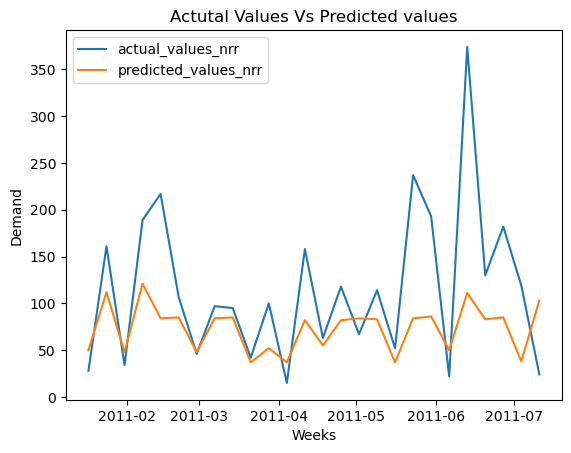 Actutal Values Vs Predicted values
actual_values_nrr
predicted_values_nrr
Demand
350
300
250
200
150
100
50
0
2011-02 2011-03 2011-04 2011-05 2011-06 2011-07
Weeks